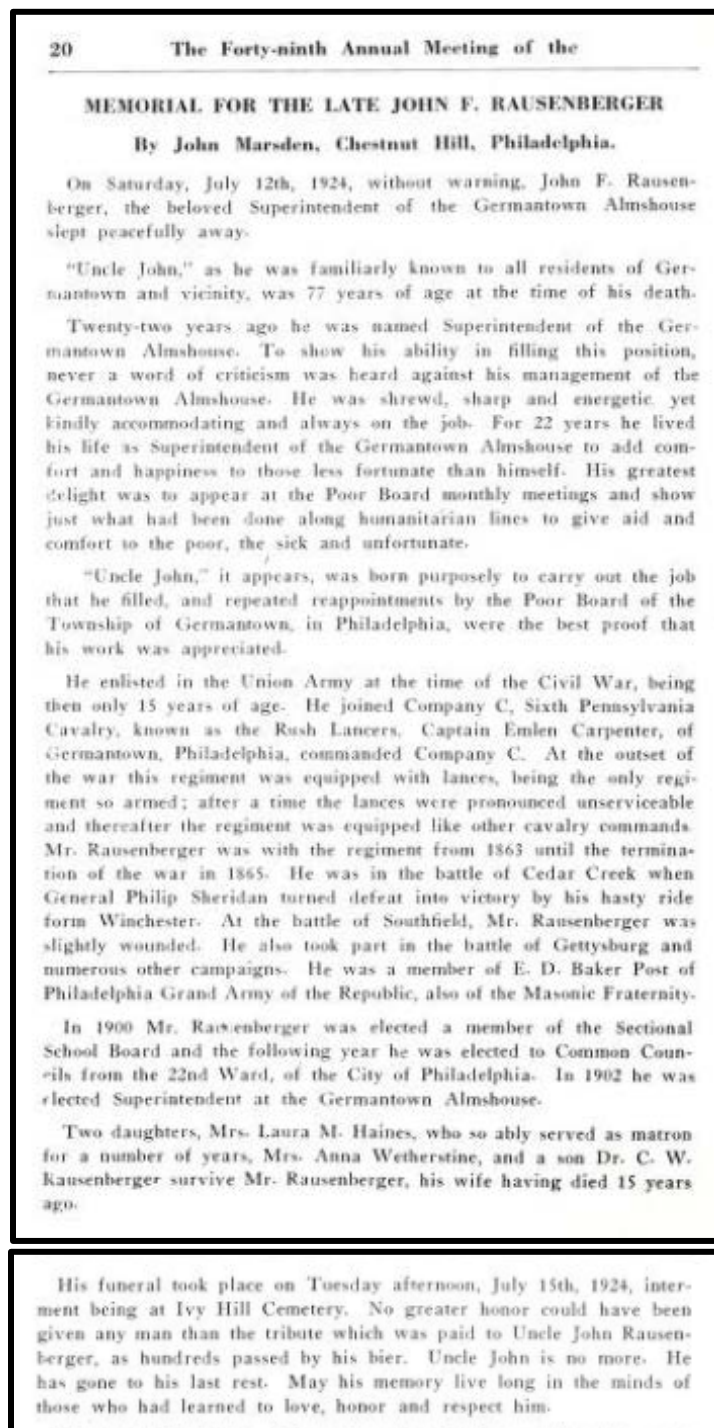 20 The Forty-ninth Annual Meeting of the
MEMORIAL FOR THE LATE JOHN F. RAUSENBERGER
By John Marsden, Chestnut Hill, Philadelphia.
On Saturday, July 12th, 1924, without warning, John F. Rausen-
berger, the beloved Superintendent of the Germantown Almshouse
slept peacefully away.
"Uncle John," as he was familiarly known to all residents of Ger-
mantown and vicinity, was 77 years of age at the time of his death.
Twenty-two years ago he was named Superintendent of the Ger-
mantown Almshouse. To show his ability in filling this position,
never a word of criticism was heard against his management of the
Germantown Almshouse. He was shrewd, sharp and energetic, yet
kindly accommodating and always on the job. For 22 years he lived
his life as Superintendent of the Germantown Almshouse to add com-
fort and happiness to those less fortunate than himself. His greatest
delight was to appear at the Poor Board monthly meetings and show
just what had been done along humanitarian lines to give aid and
comfort to the poor, the sick and unfortunate.
"Uncle John," it appears, was born purposely to carry out the job
that he filled, and repeated reappointments by the Poor Board of the
Township of Germantown, in Philadelphia, were the best proof that
his work was appreciated.
He enlisted in the Union Army at the time of the Civil War, being
then only 15 years of age. He joined Company C, Sixth Pennsylvania
Cavalry, known as the Rush Lancers. Captain Emlen Carpenter, of
Germantown, Philadelphia, commanded Company C. At the outset of
the war this regiment was equipped with lances, being the only regi-
ment so armed; after a time the lances were pronounced unserviceable
and thereafter the regiment was equipped like other cavalry commands.
Mr. Rausenberger was with the regiment from 1863 until the termina-
tion of the war in 1865. He was in the battle of Cedar Creek when
General Philip Sheridan turned defeat into victory by his hasty ride
form Winchester. At the battle of Southfield, Mr. Rausenberger was
slightly wounded. He also took part in the battle of Gettysburg and
numerous other campaigns. He was a member of E. D. Baker Post of
Philadelphia Grand Army of the Republic, also of the Masonic Fraternity.
In 1900 Mr. Rausenberger was elected a member of the Sectional
School Board and the following year he was elected to Common Coun-
cils from the 22nd Ward, of the City of Philadelphia. In 1902 he was
elected Superintendent at the Germantown Almshouse.
Two daughters, Mrs. Laura M. Haines, who so ably served as matron
for a number of years, Mrs. Anna Wetherstine, and a son Dr. C. W.
Rausenberger survive Mr. Rausenberger, his wife having died 15 years
ago.
His funeral took place on Tuesday afternoon, July 15th, 1924, inter-
ment being at Ivy Hill Cemetery. No greater honor could have been
given any man than the tribute which was paid to Uncle John Rausen-
berger, as hundreds passed by his bier. Uncle John is no more. He
has gone to his last rest. May his memory live long in the minds of
those who had learned to love, honor and respect him.